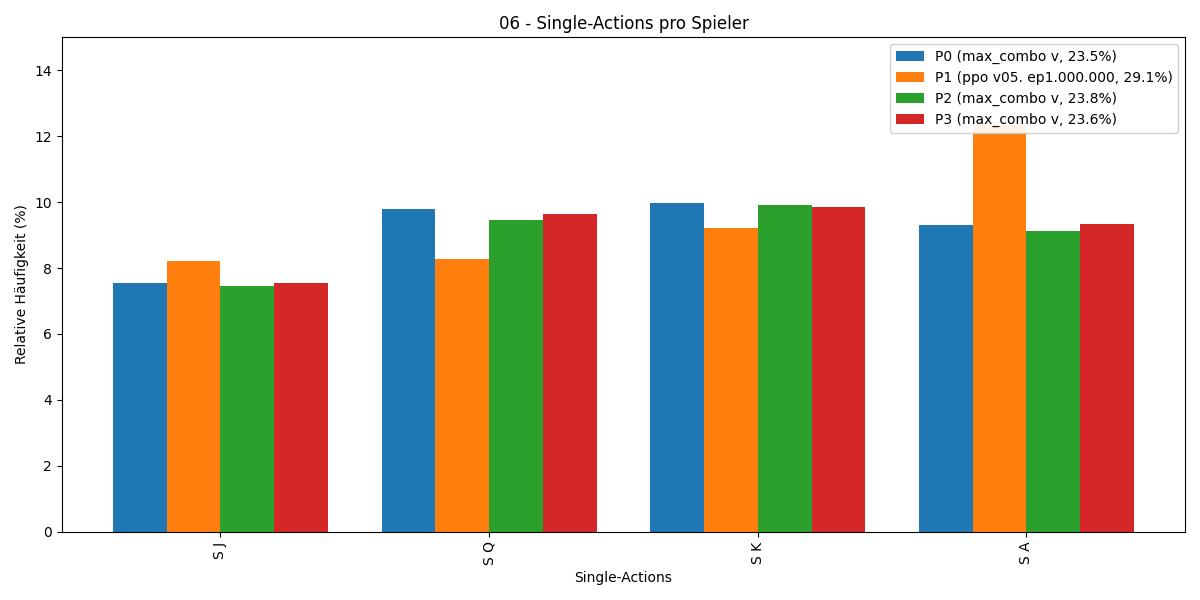 06 - Single-Actions pro Spieler
P0 (max_combo v, 23.5%)
P1 (ppo v05. ep1.000.000, 29.1%)
P2 (max_combo v, 23.8%)
P3 (max_combo v, 23.6%)
Relative Häufigkeit (%)
14
12
10
8
6
4
2
0
S J
S Q
S K
S A
Single-Actions